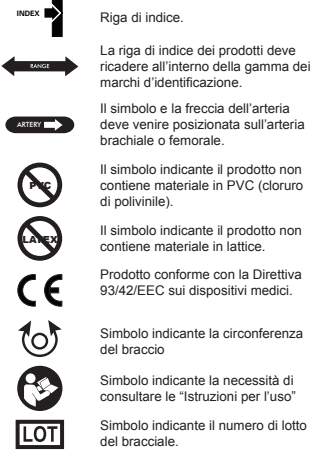 INDEX
Riga di indice.
RANGE
La riga di indice dei prodotti deve
ricadere all'interno della gamma dei
marchi d'identificazione.
ARTERY
Il simbolo e la freccia dell'arteria
deve venire posizionata sull'arteria
brachiale o femorale.
PVC
Il simbolo indicante il prodotto non
contiene materiale in PVC (cloruro
di polivinile).
LATEX
Il simbolo indicante il prodotto non
contiene materiale in lattice.
CE
Prodotto conforme con la Direttiva
93/42/EEC sui dispositivi medici.
Simbolo indicante la circonferenza
del braccio
Simbolo indicante la necessità di
consultare le “Istruzioni per l'uso”
LOT
Simbolo indicante il numero di lotto
del bracciale.